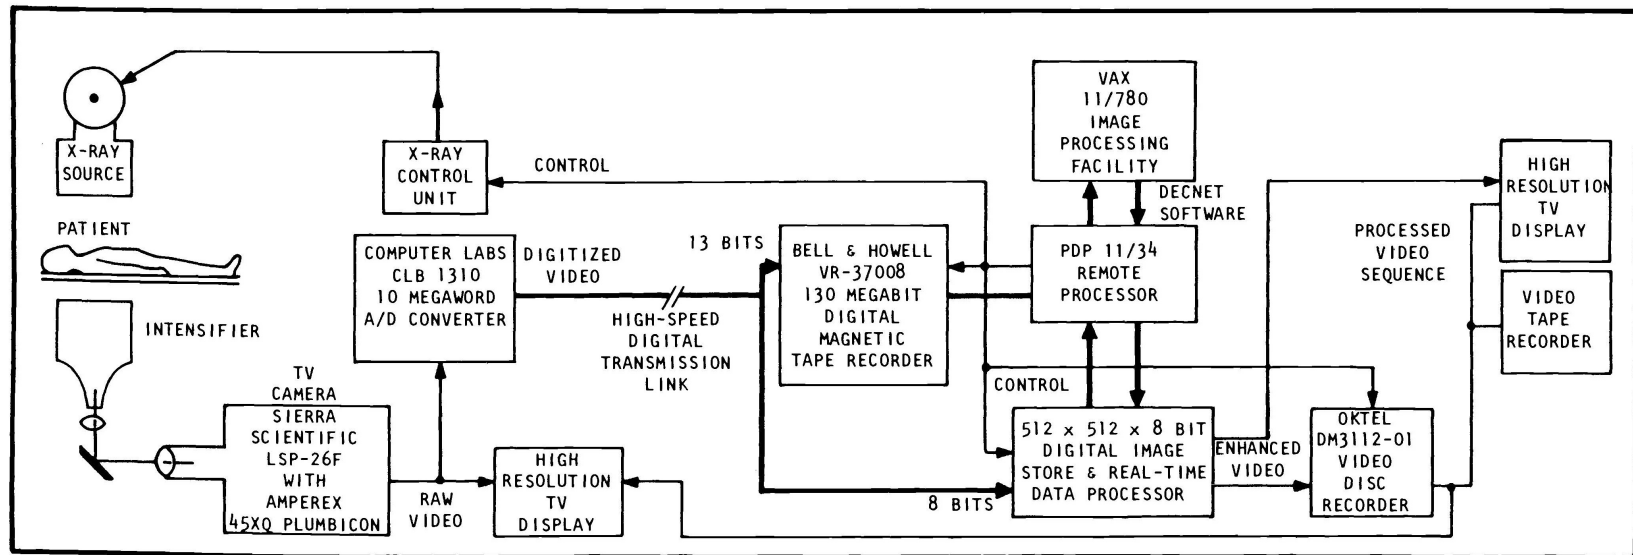 X-RAY
SOURCE
PATIENT
INTENSIFIER
TV
CAMERA
SIERRA
SCIENTIFIC
LSP-26F
WITH
AMPEREX
45XQ PLUMBICON
X-RAY
CONTROL
UNIT
CONTROL
COMPUTER LABS
CLB 1310
10 MEGAWORD
A/D CONVERTER
DIGITIZED
VIDEO
RAW
VIDEO
HIGH
RESOLUTION
TV
DISPLAY
HIGH-SPEED
DIGITAL
TRANSMISSION
LINK
13 BITS
8 BITS
BELL & HOWELL
VR-37008
130 MEGABIT
DIGITAL
MAGNETIC
TAPE RECORDER
VAX
11/780
IMAGE
PROCESSING
FACILITY
DECNET
SOFTWARE
PDP 11/34
REMOTE
PROCESSOR
CONTROL
512 x 512 x 8 BIT
DIGITAL IMAGE
STORE & REAL-TIME
DATA PROCESSOR
ENHANCED
VIDEO
OKTEL
DM3112-01
VIDEO
DISC
RECORDER
PROCESSED
VIDEO
SEQUENCE
HIGH
RESOLUTION
TV
DISPLAY
VIDEO
TAPE
RECORDER